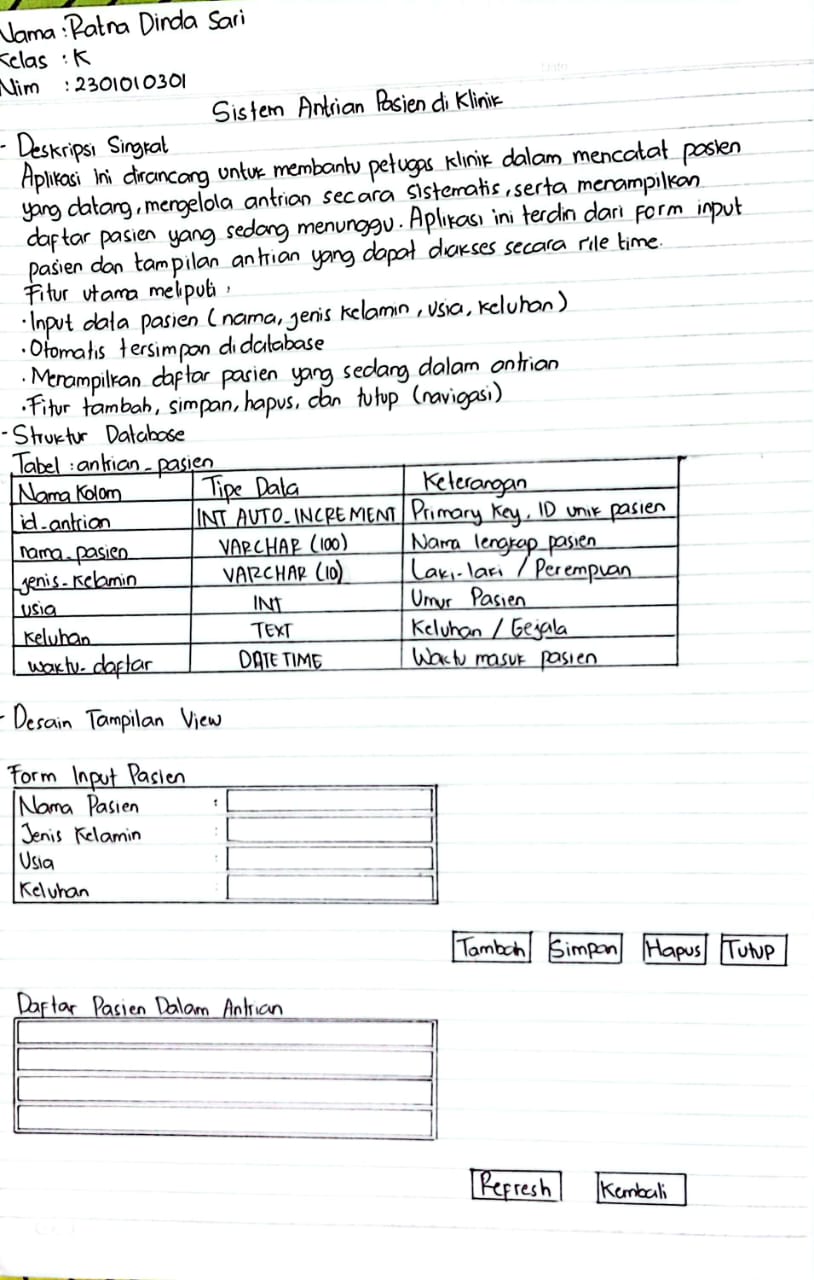 Nama : Ratna Dinda Sari
Kelas : K
Nim : 2301010301
Sistem Antrian Pasien di Klinik
- Deskripsi Singkat
Aplikasi ini dirancang untuk membantu petugas klinik dalam mencatat pasien
yang datang, mengelola antrian secara sistematis, serta menampilkan
daftar pasien yang sedang menunggu. Aplikasi ini terdiri dari form input
pasien dan tampilan antrian yang dapat diakses secara rile time.
Fitur utama meliputi,
• Input data pasien (nama, jenis kelamin, usia, keluhan)
• Otomatis tersimpan di database
• Menampilkan daftar pasien yang sedang dalam antrian
• Fitur tambah, simpan, hapus, dan tutup (navigasi)
- Struktur Database
Tabel : antrian_pasien
Nama Kolom Tipe Data Keterangan
id_antrian INT AUTO_INCREMENT Primary Key, ID unik pasien
nama_pasien VARCHAR (100) Nama lengkap pasien
jenis_kelamin VARCHAR (10) Laki-laki / Perempuan
usia INT Umur Pasien
keluhan TEXT Keluhan / Gejala
waktu_daftar DATE TIME Waktu masuk pasien
- Desain Tampilan View
Form Input Pasien
Nama Pasien :
Jenis Kelamin :
Usia :
Keluhan :
Tambah Simpan Hapus Tutup
Daftar Pasien Dalam Antrian
Refresh Kembali